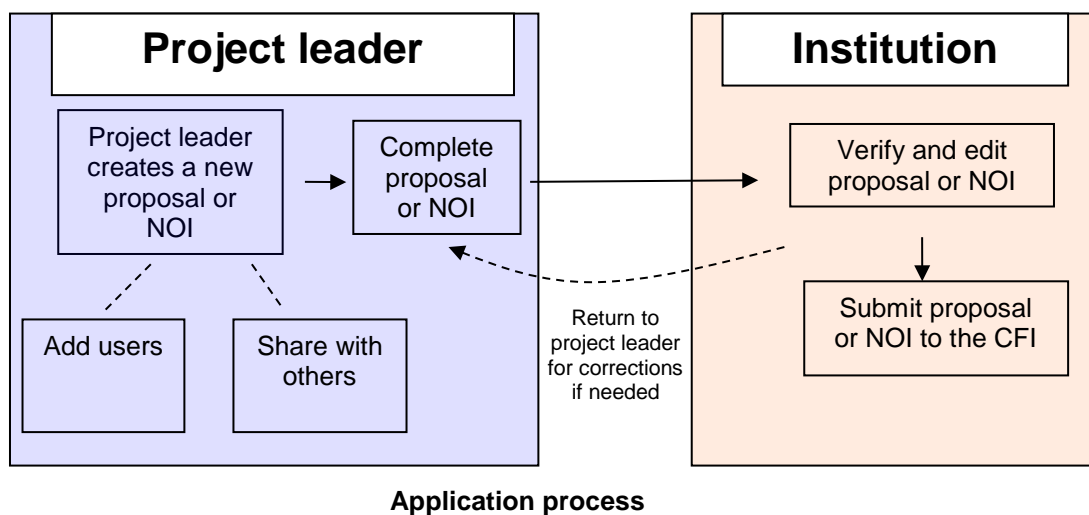 Project leader
Institution
Project leader
creates a new
proposal or
NOI
Complete
proposal
or NOI
Verify and edit
proposal or NOI
Add users
Share with
others
Return to
project leader
for corrections
if needed
Submit proposal
or NOI to the CFI
Application process